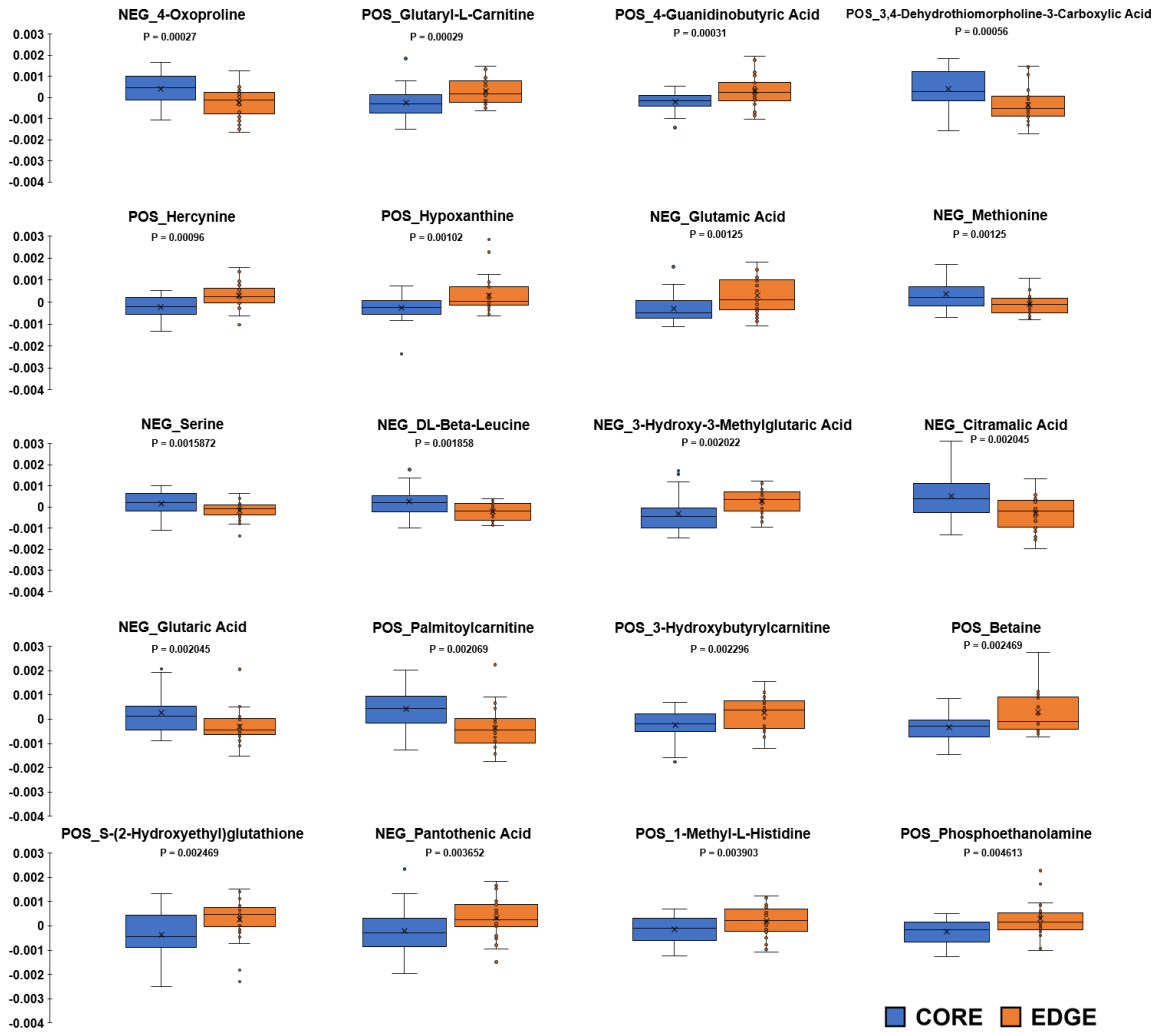 NEG_4-Oxoproline
P = 0.00027
POS_Glutaryl-L-Carnitine
P = 0.00029
POS_4-Guanidinobutyric Acid
P = 0.00031
POS_3,4-Dehydrothiomorpholine-3-Carboxylic Acid
P = 0.00056
0.003
0.002
0.001
0
-0.001
-0.002
-0.003
-0.004
POS_Hercynine
P = 0.00096
POS_Hypoxanthine
P = 0.00102
NEG_Glutamic Acid
P = 0.00125
NEG_Methionine
P = 0.00125
0.003
0.002
0.001
0
-0.001
-0.002
-0.003
-0.004
NEG_Serine
P = 0.0015872
NEG_DL-Beta-Leucine
P = 0.001858
NEG_3-Hydroxy-3-Methylglutaric Acid
P = 0.002022
NEG_Citramalic Acid
P = 0.002045
0.003
0.002
0.001
0
-0.001
-0.002
-0.003
-0.004
NEG_Glutaric Acid
P = 0.002045
POS_Palmitoylcarnitine
P = 0.002069
POS_3-Hydroxybutyrylcarnitine
P = 0.002296
POS_Betaine
P = 0.002469
0.003
0.002
0.001
0
-0.001
-0.002
-0.003
-0.004
POS_S-(2-Hydroxyethyl)glutathione
P = 0.002469
NEG_Pantothenic Acid
P = 0.003652
POS_1-Methyl-L-Histidine
P = 0.003903
POS_Phosphoethanolamine
P = 0.004613
0.003
0.002
0.001
0
-0.001
-0.002
-0.003
-0.004
CORE
EDGE